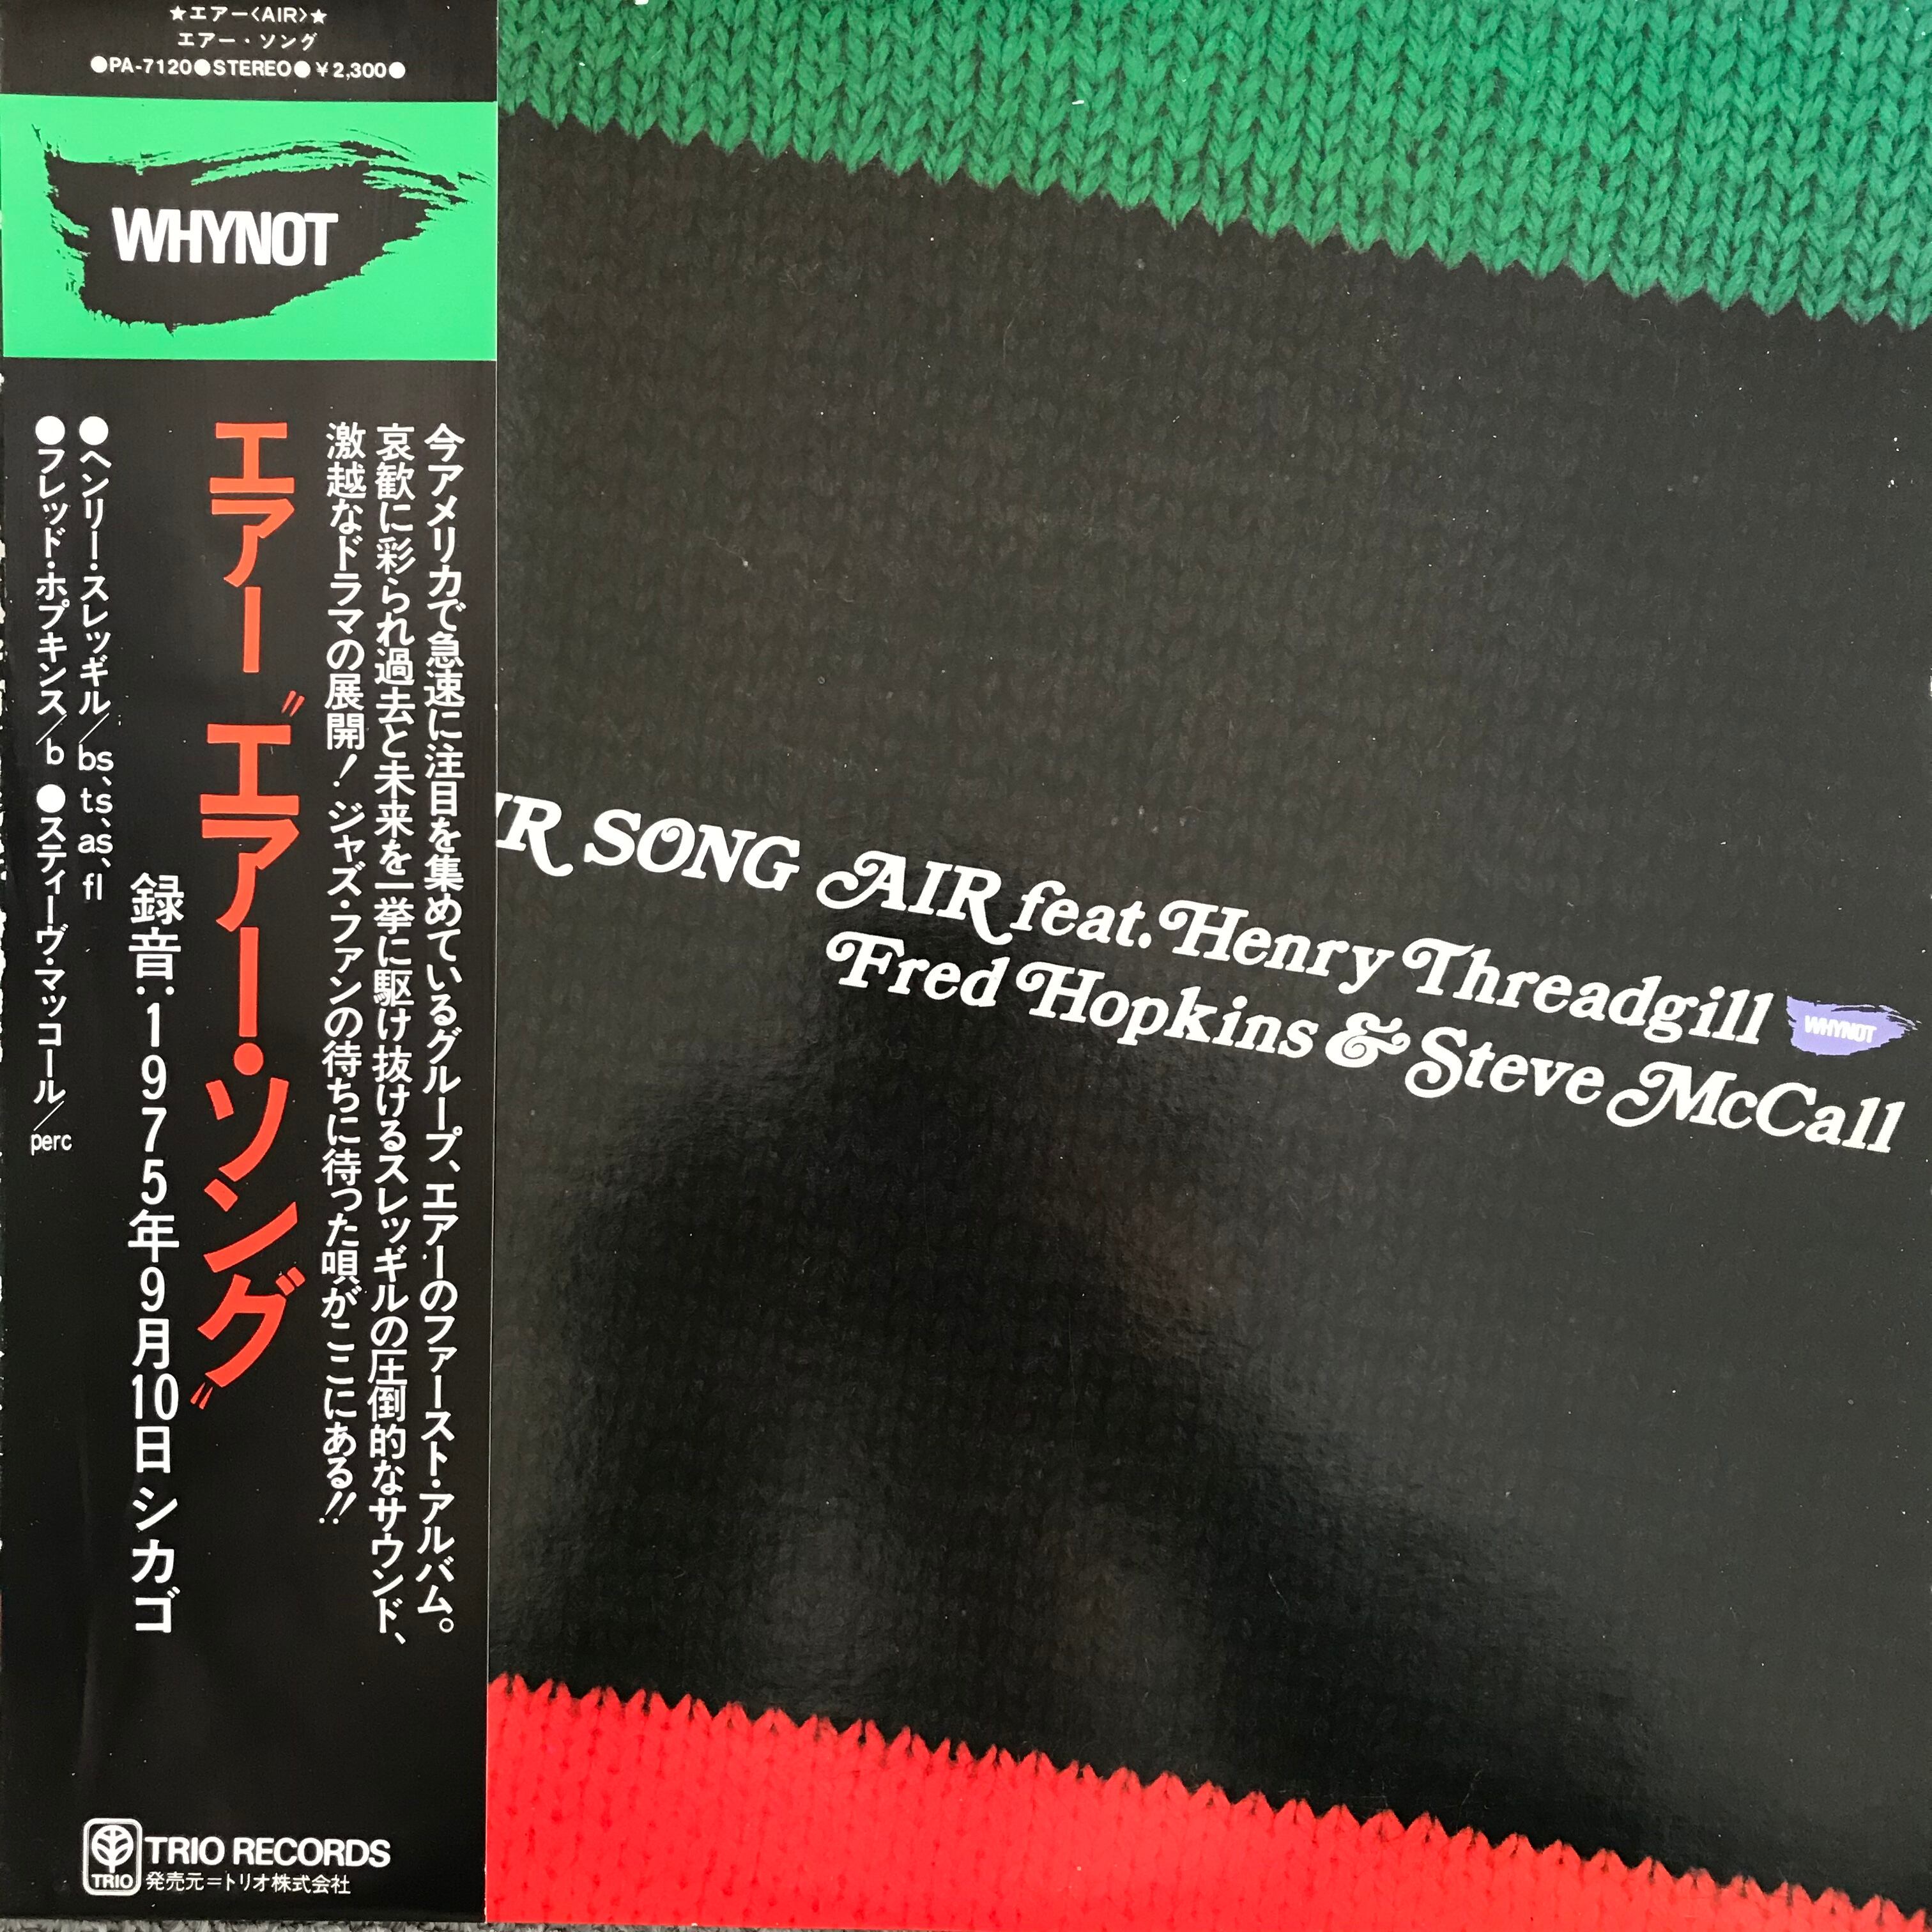 ★エアー<AIR>★
エアー・ソング
●PA-7120●STEREO●¥2,300●
WHYNOT
今アメリカで急速に注目を集めているグループ、エアーのファースト・アルバム。
哀歓に彩られ過去と未来を一挙に駆け抜けるスレッギルの圧倒的なサウンド、
激越なドラマの展開！ジャズ・ファンの待ちに待った唄がここにある!!
エアー〝エアー・ソング〟
録音：1975年9月10日 シカゴ
●ヘンリー・スレッギル／bs、ts、as、fl
●フレッド・ホプキンス／b ●スティーヴ・マッコール／perc
TRIO
TRIO RECORDS
発売元=トリオ株式会社
IR SONG AIR feat. Henry Threadgill WHYNOT
Fred Hopkins & Steve McCall